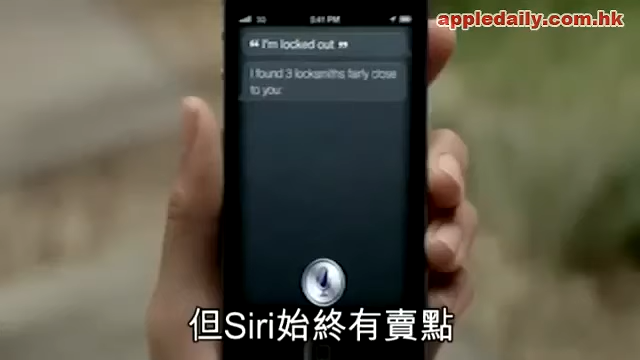 appledaily.com.hk
3G 5:41 PM
“I'm locked out”
I found 3 locksmiths fairly close
to you:
但Siri始終有賣點